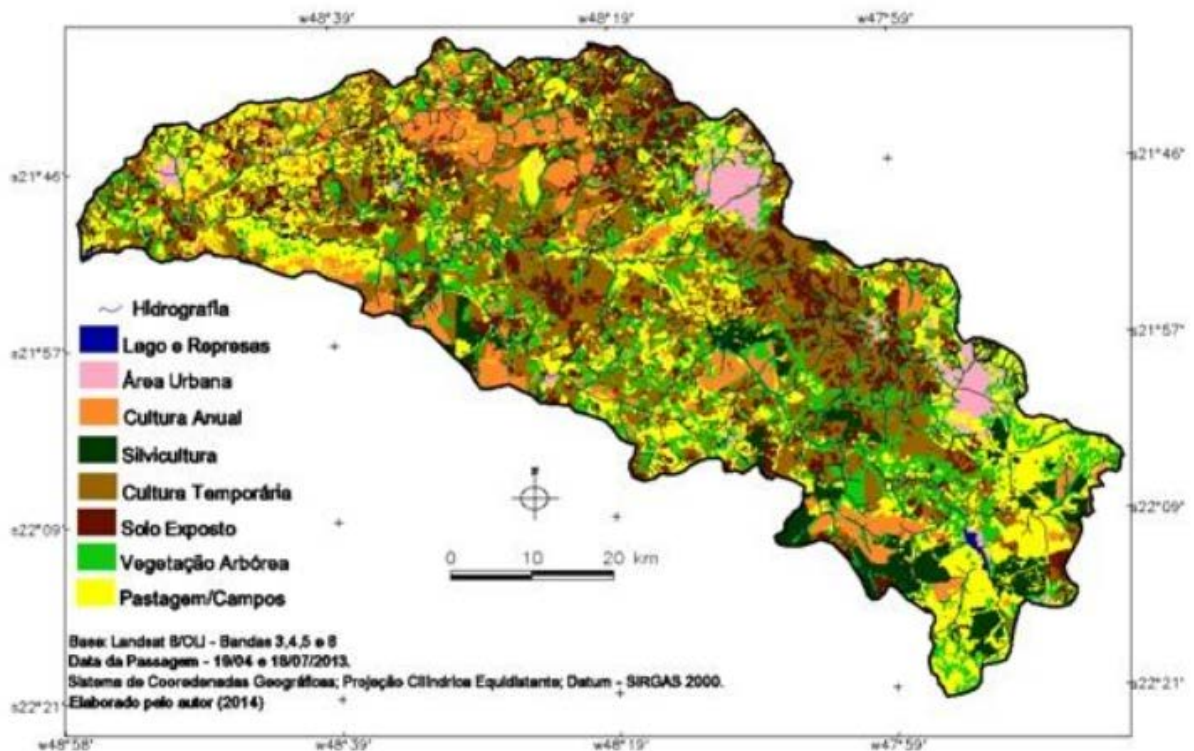 w48°39' w48°19' w47°59'
s21°46' s21°46'
s21°57' s21°57'
s22°09' s22°09'
s22°21' s22°21'
w48°58' w48°39' w48°19' w47°59'
Hidrografia
Lago e Represas
Área Urbana
Cultura Anual
Silvicultura
Cultura Temporária
Solo Exposto
Vegetação Arbórea
Pastagem/Campos
0 10 20 km
Base: Landsat 8/OLI - Bandas 3,4,5 e 8
Data da Passagem - 19/04 e 18/07/2013.
Sistema de Coordenadas Geográficas; Projeção Cilíndrica Equidistante; Datum - SIRGAS 2000.
Elaborado pelo autor (2014)